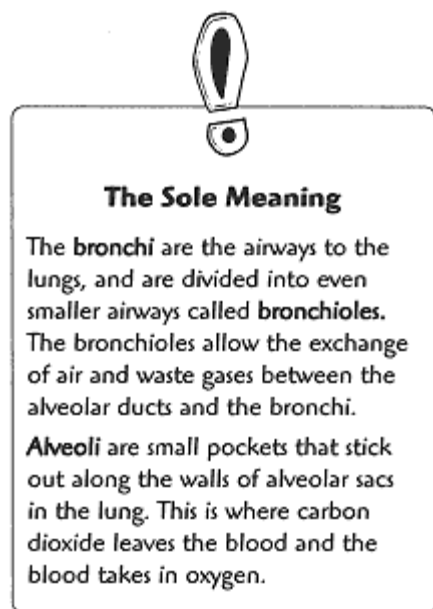 The Sole Meaning
The bronchi are the airways to the
lungs, and are divided into even
smaller airways called bronchioles.
The bronchioles allow the exchange
of air and waste gases between the
alveolar ducts and the bronchi.
Alveoli are small pockets that stick
out along the walls of alveolar sacs
in the lung. This is where carbon
dioxide leaves the blood and the
blood takes in oxygen.